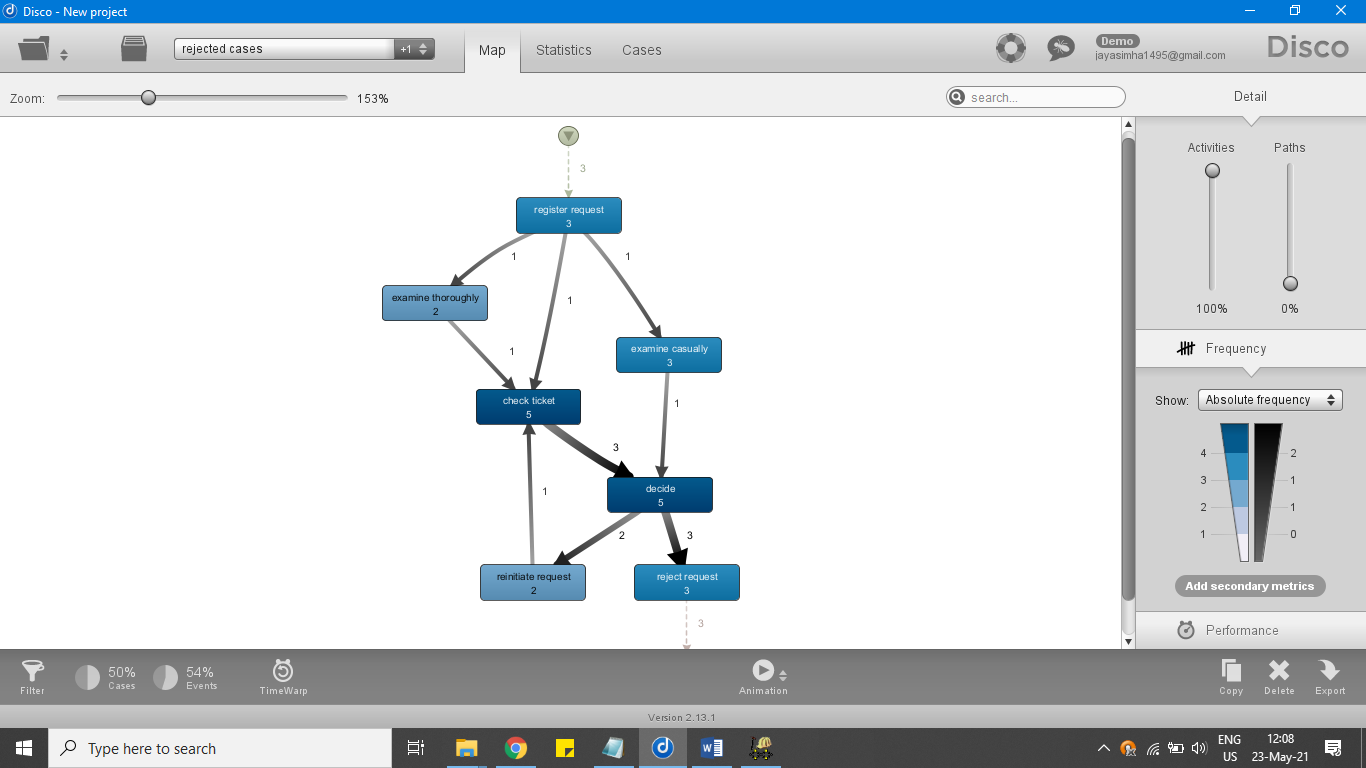 Disco - New project
rejected cases
+1
Map
Statistics
Cases
Demo
jayasimha1495@gmail.com
Disco
Zoom:
153%
search...
Detail
3
register request
3
1
1
1
examine thoroughly
2
1
examine casually
3
check ticket
5
1
3
decide
5
1
2
3
reinitiate request
2
reject request
3
3
Activities
Paths
100%
0%
Frequency
Show:
Absolute frequency
4
2
3
1
2
1
1
0
Add secondary metrics
Performance
Filter
50%
Cases
54%
Events
TimeWarp
Animation
Copy
Delete
Export
Version 2.13.1
Type here to search
ENG
US
12:08
23-May-21